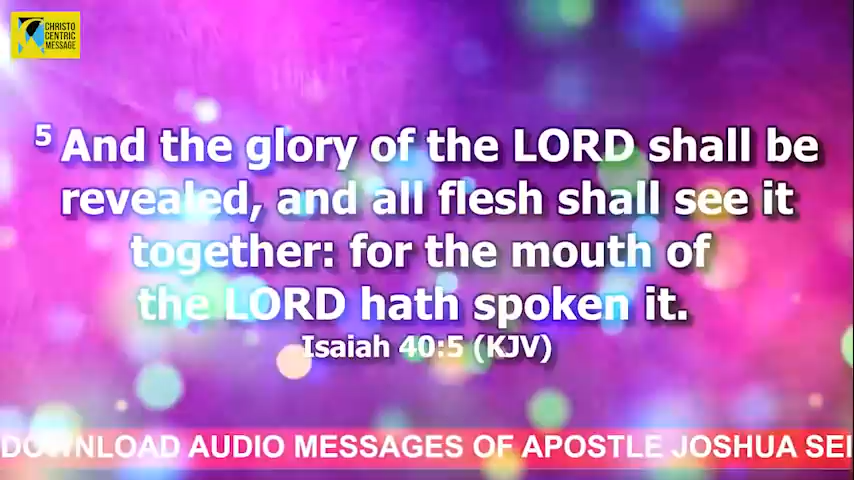 CHRISTO
CENTRIC
MESSAGE
5 And the glory of the LORD shall be
revealed, and all flesh shall see it
together: for the mouth of
the LORD hath spoken it.
Isaiah 40:5 (KJV)
DOWNLOAD AUDIO MESSAGES OF APOSTLE JOSHUA SEL